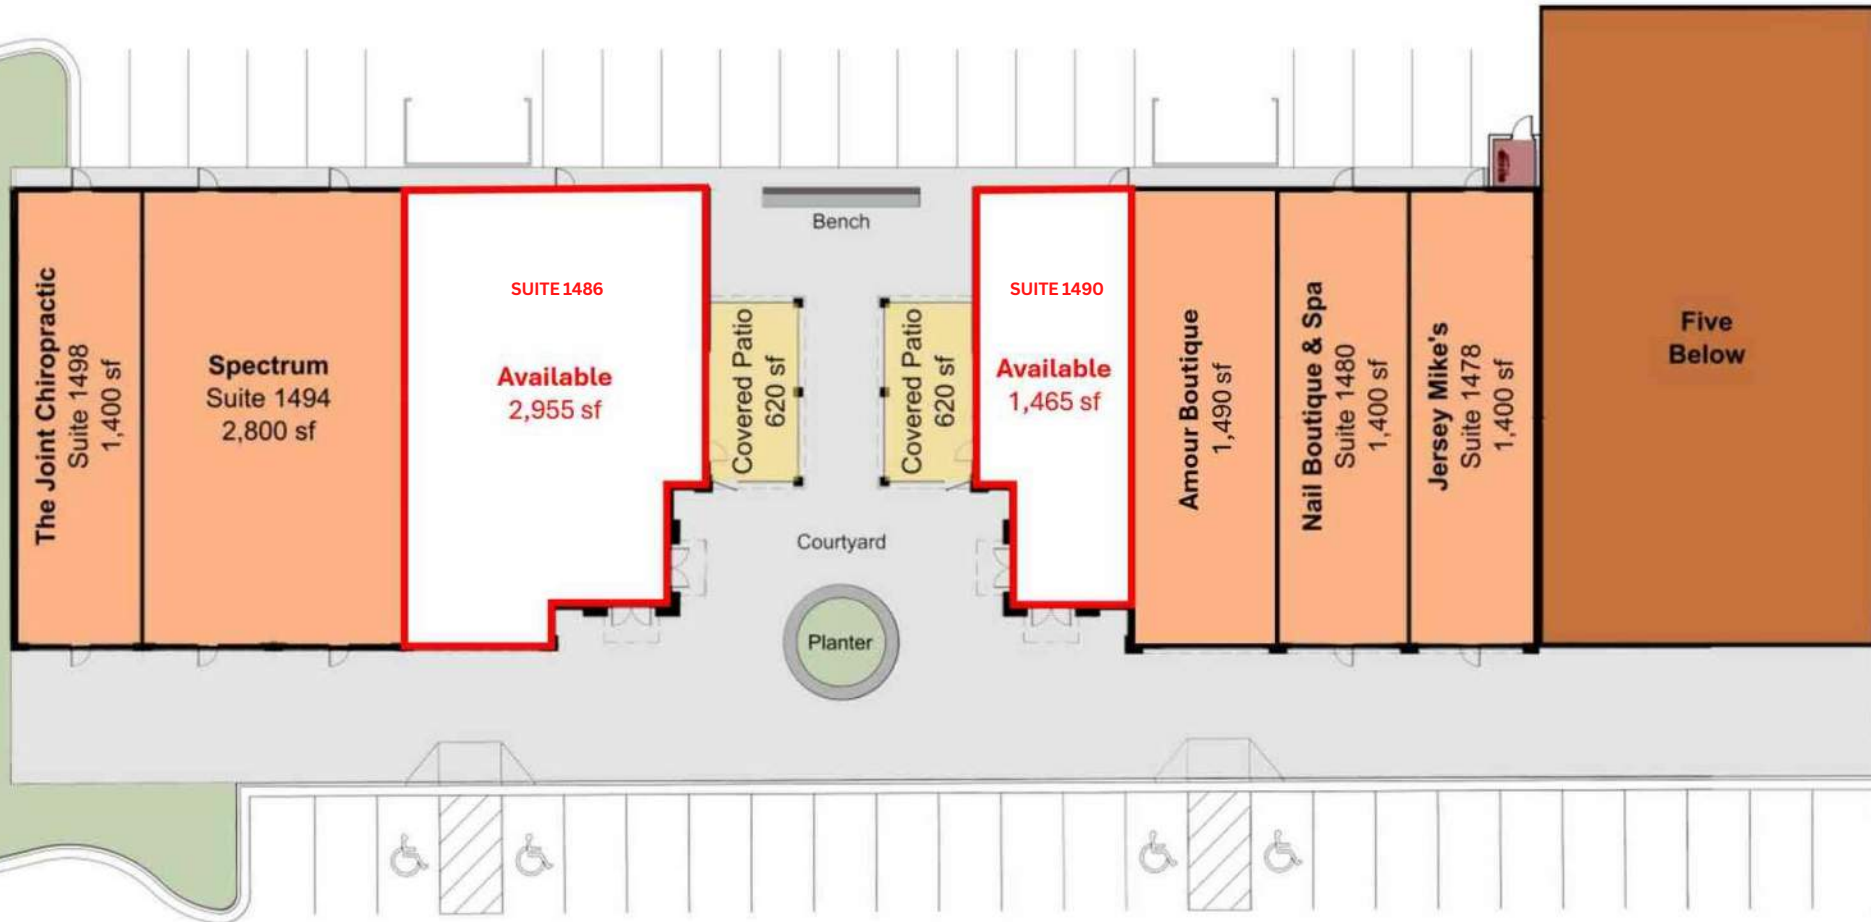 The Joint Chiropractic
Suite 1498
1,400 sf
Spectrum
Suite 1494
2,800 sf
SUITE 1486
Available
2,955 sf
Covered Patio
620 sf
Bench
Courtyard
Planter
Covered Patio
620 sf
SUITE 1490
Available
1,465 sf
Amour Boutique
1,490 sf
Nail Boutique & Spa
Suite 1480
1,400 sf
Jersey Mike's
Suite 1478
1,400 sf
Five
Below